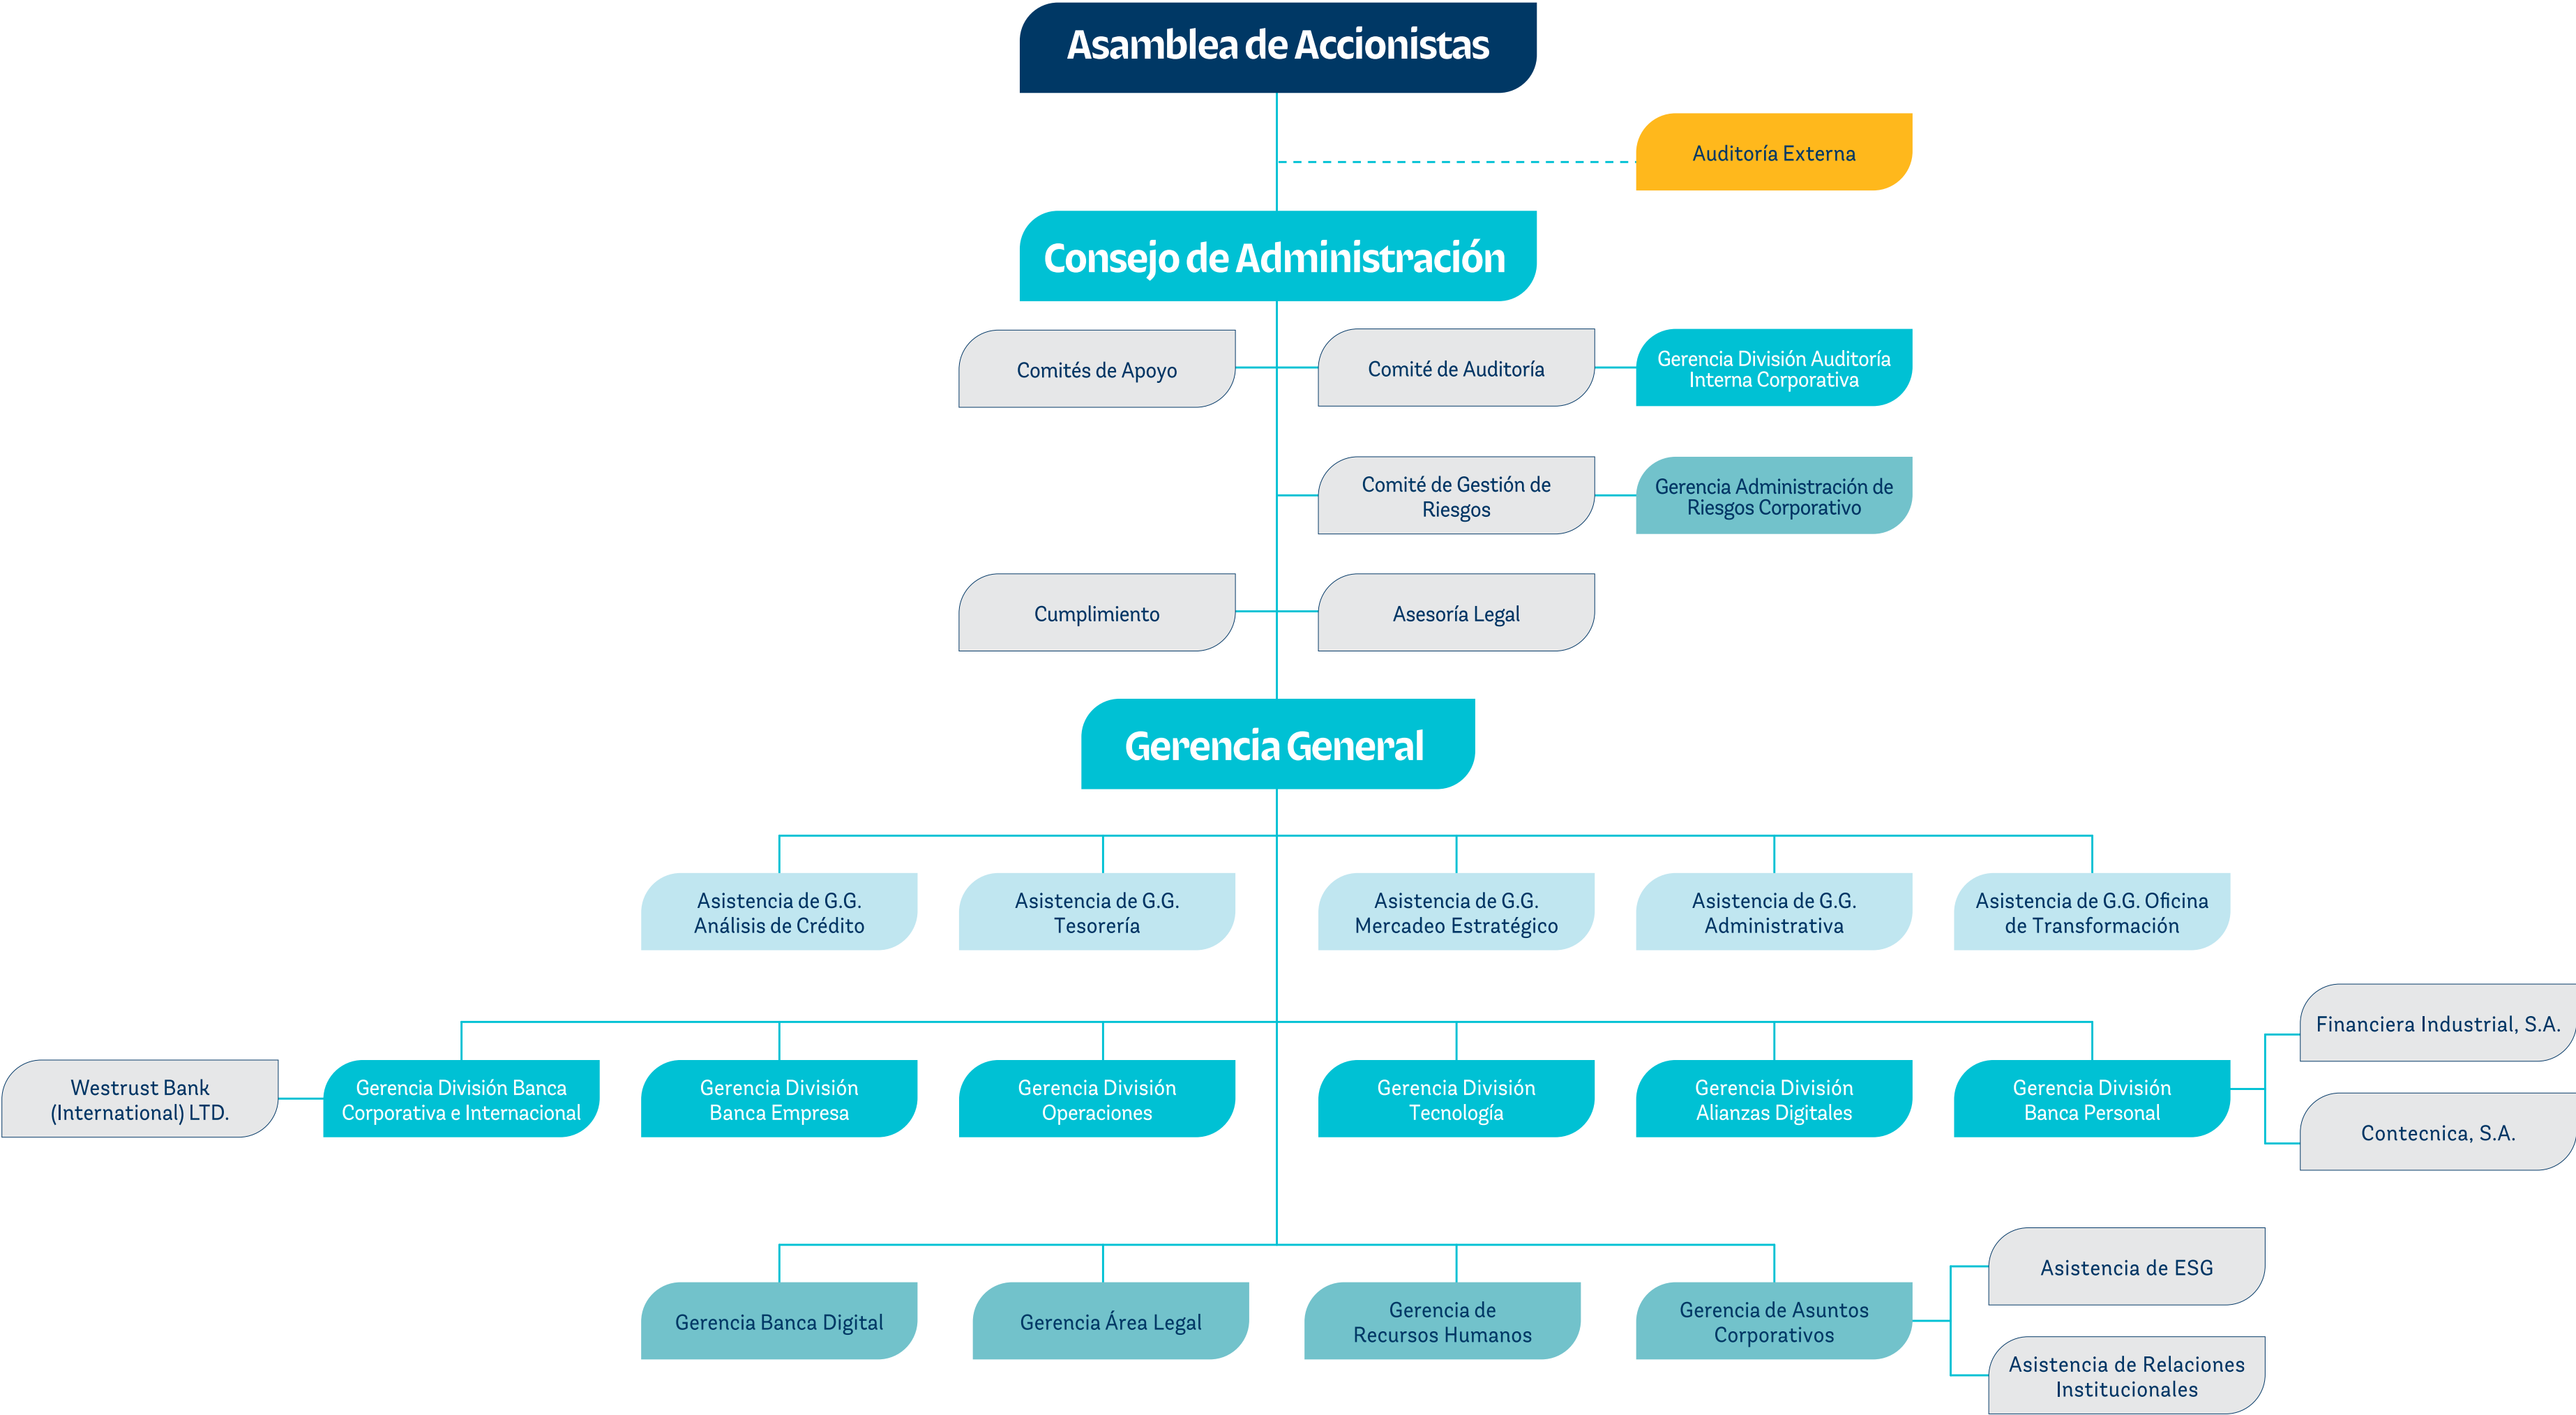 Asamblea de Accionistas
Auditoría Externa
Consejo de Administración
Comités de Apoyo
Comité de Auditoría
Gerencia División Auditoría
Interna Corporativa
Comité de Gestión de
Riesgos
Gerencia Administración de
Riesgos Corporativo
Cumplimiento
Asesoría Legal
Gerencia General
Asistencia de G.G.
Análisis de Crédito
Asistencia de G.G.
Tesorería
Asistencia de G.G.
Mercadeo Estratégico
Asistencia de G.G.
Administrativa
Asistencia de G.G. Oficina
de Transformación
Westrust Bank
(International) LTD.
Gerencia División Banca
Corporativa e Internacional
Gerencia División
Banca Empresa
Gerencia División
Operaciones
Gerencia División
Tecnología
Gerencia División
Alianzas Digitales
Gerencia División
Banca Personal
Financiera Industrial, S.A.
Contecnica, S.A.
Gerencia Banca Digital
Gerencia Área Legal
Gerencia de
Recursos Humanos
Gerencia de Asuntos
Corporativos
Asistencia de ESG
Asistencia de Relaciones
Institucionales